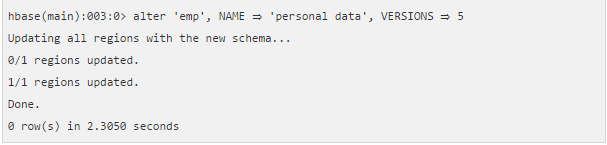 hbase(main):003:0> alter 'emp', NAME ⇒ 'personal data', VERSIONS ⇒ 5
Updating all regions with the new schema...
0/1 regions updated.
1/1 regions updated.
Done.
0 row(s) in 2.3050 seconds